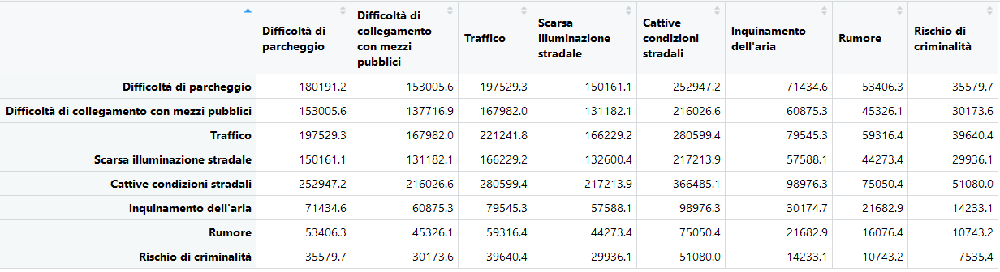 Difficoltà di parcheggio Difficoltà di collegamento con mezzi pubblici Traffico Scarsa illuminazione stradale Cattive condizioni stradali Inquinamento dell'aria Rumore Rischio di criminalità
Difficoltà di parcheggio 180191.2 153005.6 197529.3 150161.1 252947.2 71434.6 53406.3 35579.7
Difficoltà di collegamento con mezzi pubblici 153005.6 137716.9 167982.0 131182.1 216026.6 60875.3 45326.1 30173.6
Traffico 197529.3 167982.0 221241.8 166229.2 280599.4 79545.3 59316.4 39640.4
Scarsa illuminazione stradale 150161.1 131182.1 166229.2 132600.4 217213.9 57588.1 44273.4 29936.1
Cattive condizioni stradali 252947.2 216026.6 280599.4 217213.9 366485.1 98976.3 75050.4 51080.0
Inquinamento dell'aria 71434.6 60875.3 79545.3 57588.1 98976.3 30174.7 21682.9 14233.1
Rumore 53406.3 45326.1 59316.4 44273.4 75050.4 21682.9 16076.4 10743.2
Rischio di criminalità 35579.7 30173.6 39640.4 29936.1 51080.0 14233.1 10743.2 7535.4